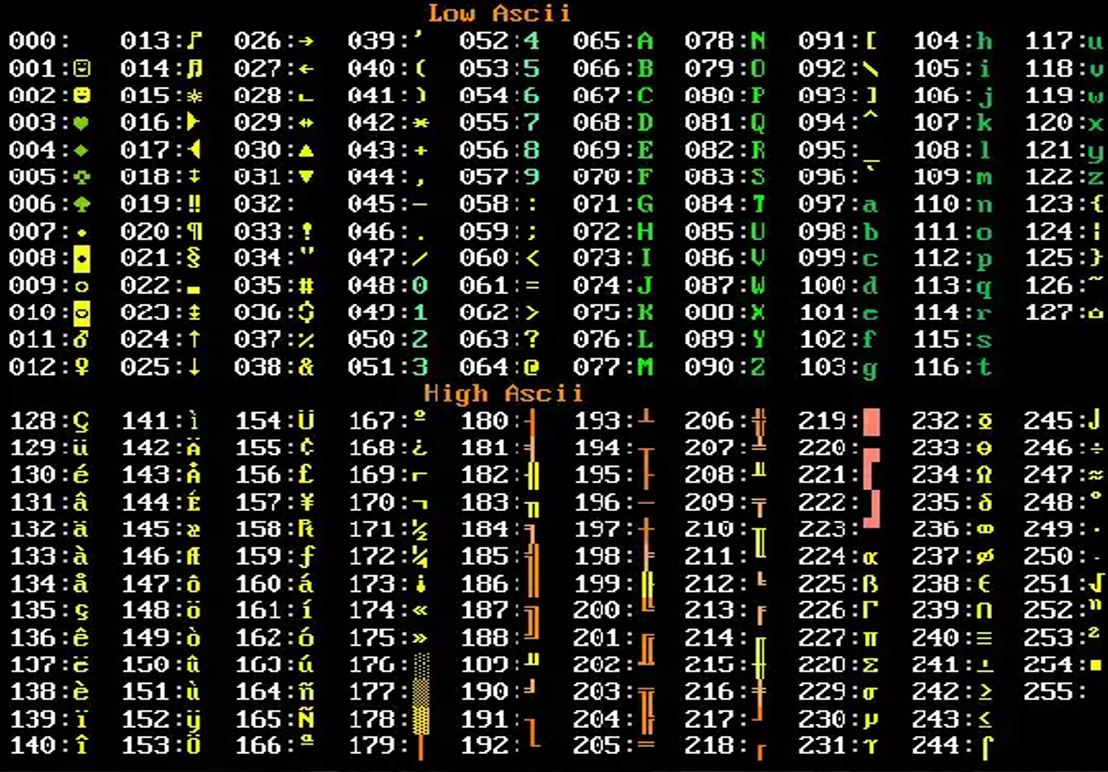 Low Ascii
000: 013:♪ 026:→ 039:' 052:4 065:A 078:N 091:[ 104:h 117:u
001:☺ 014:♫ 027:← 040:( 053:5 066:B 079:O 092:\ 105:i 118:v
002:☻ 015:☼ 028:∟ 041:) 054:6 067:C 080:P 093:] 106:j 119:w
003:♥ 016:► 029:↔ 042:* 055:7 068:D 081:Q 094:^ 107:k 120:x
004:♦ 017:◄ 030:▲ 043:+ 056:8 069:E 082:R 095:_ 108:l 121:y
005:♣ 018:↕ 031:▼ 044:, 057:9 070:F 083:S 096:` 109:m 122:z
006:♠ 019:‼ 032: 045:- 058:: 071:G 084:T 097:a 110:n 123:{
007:• 020:¶ 033:! 046:. 059:; 072:H 085:U 098:b 111:o 124:¦
008:◘ 021:§ 034:" 047:/ 060:< 073:I 086:V 099:c 112:p 125:}
009:○ 022:▬ 035:# 048:0 061:= 074:J 087:W 100:d 113:q 126:~
010:◙ 023:↨ 036:$ 049:1 062:> 075:K 000:X 101:e 114:r 127:⌂
011:♂ 024:↑ 037:% 050:2 063:? 076:L 089:Y 102:f 115:s
012:♀ 025:↓ 038:& 051:3 064:@ 077:M 090:Z 103:g 116:t
High Ascii
128:Ç 141:ì 154:Ü 167:º 180:┤ 193:┴ 206:╬ 219:█ 232:Φ 245:⌡
129:ü 142:Ä 155:¢ 168:¿ 181:╡ 194:┬ 207:╧ 220:▄ 233:Θ 246:÷
130:é 143:Å 156:£ 169:⌐ 182:╢ 195:├ 208:╨ 221:▌ 234:Ω 247:≈
131:â 144:É 157:¥ 170:¬ 183:╖ 196:─ 209:╤ 222:▐ 235:δ 248:°
132:ä 145:æ 158:₧ 171:½ 184:╕ 197:┼ 210:╥ 223:▀ 236:∞ 249:∙
133:à 146:Æ 159:ƒ 172:¼ 185:╣ 198:╞ 211:╙ 224:α 237:ø 250:·
134:å 147:ô 160:á 173:¡ 186:║ 199:╟ 212:╘ 225:ß 238:∈ 251:√
135:ç 148:ö 161:í 174:« 187:╗ 200:╚ 213:╒ 226:Γ 239:∩ 252:ⁿ
136:ê 149:ò 162:ó 175:» 188:╝ 201:╔ 214:╓ 227:π 240:≡ 253:²
137:ë 150:û 163:ú 176:░ 109:╜ 202:╩ 215:╫ 220:Σ 241:± 254:■
138:è 151:ù 164:ñ 177:▒ 190:╛ 203:╦ 216:╪ 229:σ 242:≥ 255:
139:ï 152:ÿ 165:Ñ 178:▓ 191:┐ 204:╠ 217:┘ 230:µ 243:≤
140:î 153:Ö 166:ª 179:│ 192:└ 205:═ 218:┌ 231:τ 244:⌠